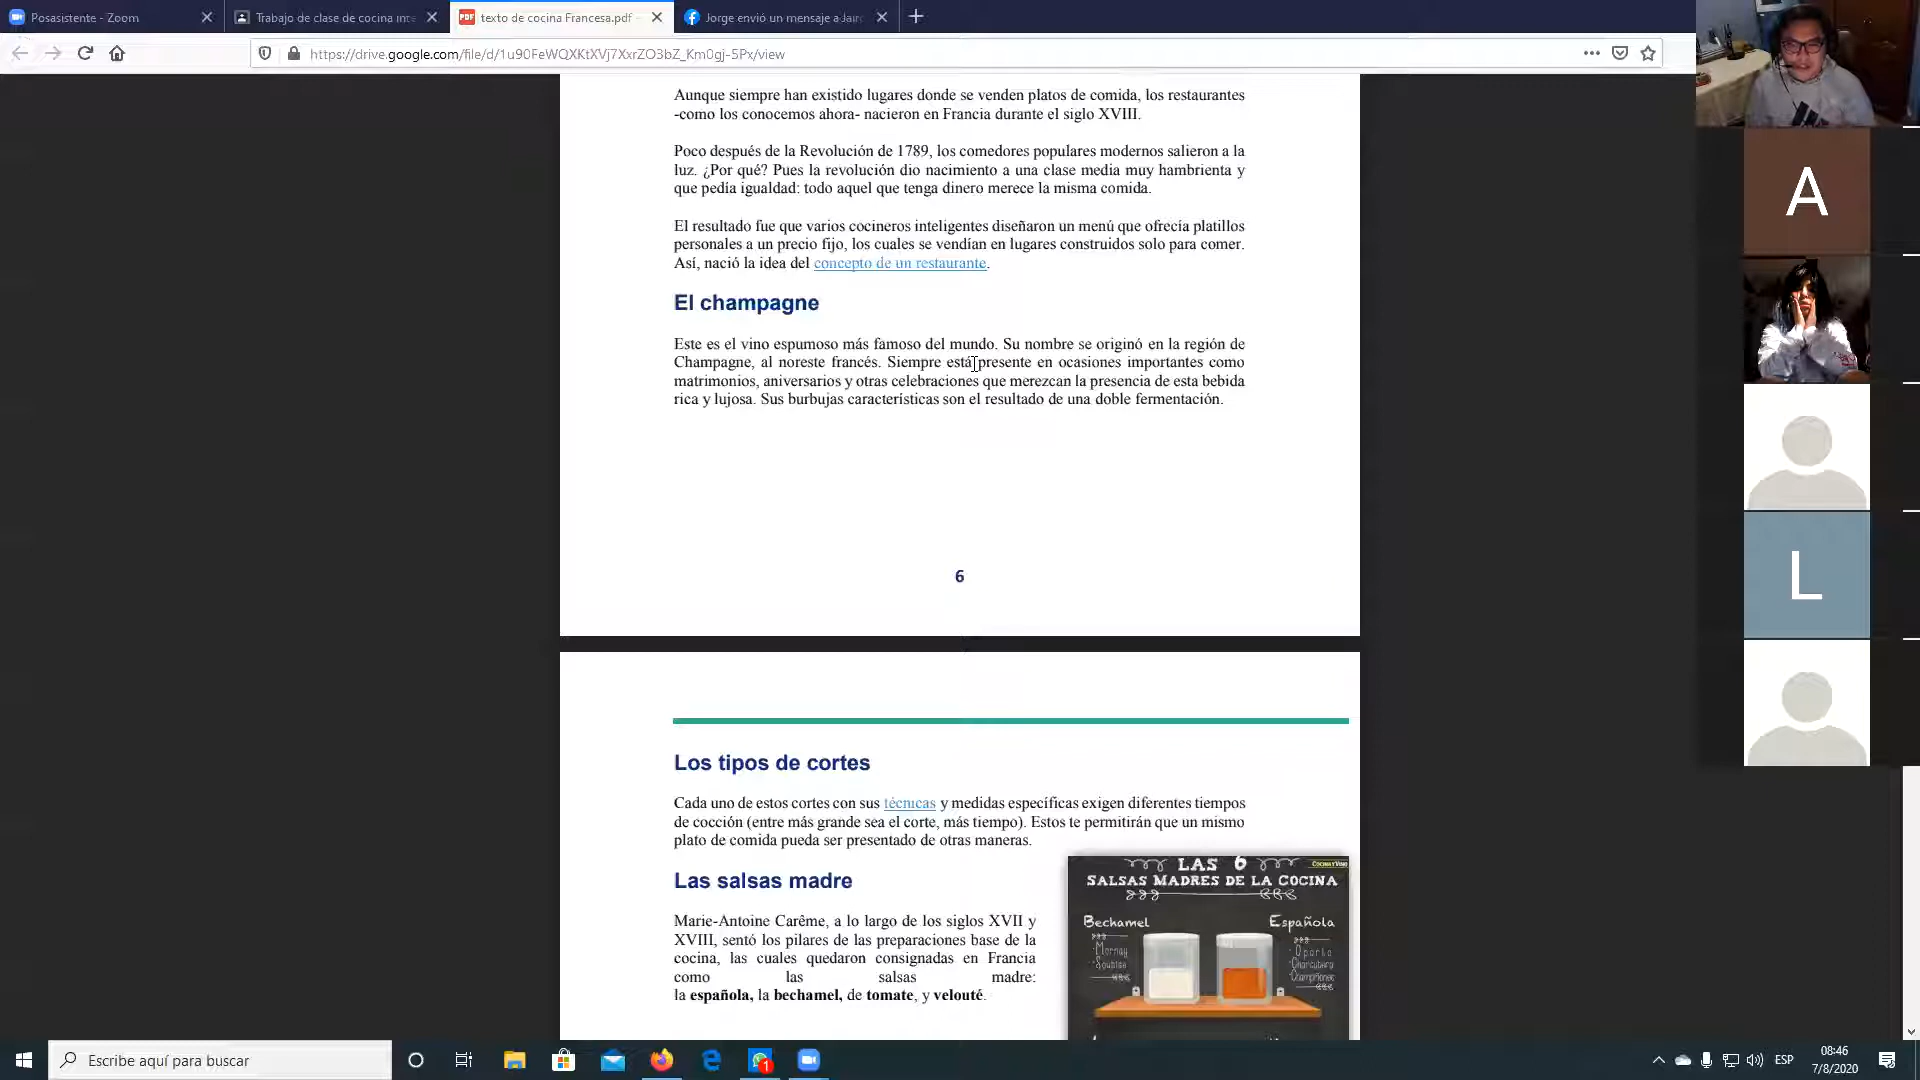 Posasistente - Zoom
Trabajo de clase de cocina inte
texto de cocina Francesa.pdf
Jorge envió un mensaje a Jairo
https://drive.google.com/file/d/1u90FeWQXKtXVj7XxrZO3bZ_Km0gj-5Px/view
Aunque siempre han existido lugares donde se venden platos de comida, los restaurantes
-como los conocemos ahora- nacieron en Francia durante el siglo XVIII.
Poco después de la Revolución de 1789, los comedores populares modernos salieron a la
luz. ¿Por qué? Pues la revolución dio nacimiento a una clase media muy hambrienta y
que pedía igualdad: todo aquel que tenga dinero merece la misma comida.
El resultado fue que varios cocineros inteligentes diseñaron un menú que ofrecía platillos
personales a un precio fijo, los cuales se vendían en lugares construidos solo para comer.
Así, nació la idea del concepto de un restaurante.
El champagne
Este es el vino espumoso más famoso del mundo. Su nombre se originó en la región de
Champagne, al noreste francés. Siempre está presente en ocasiones importantes como
matrimonios, aniversarios y otras celebraciones que merezcan la presencia de esta bebida
rica y lujosa. Sus burbujas características son el resultado de una doble fermentación.
6
Los tipos de cortes
Cada uno de estos cortes con sus técnicas y medidas específicas exigen diferentes tiempos
de cocción (entre más grande sea el corte, más tiempo). Estos te permitirán que un mismo
plato de comida pueda ser presentado de otras maneras.
Las salsas madre
Marie-Antoine Carême, a lo largo de los siglos XVII y
XVIII, sentó los pilares de las preparaciones base de la
cocina, las cuales quedaron consignadas en Francia
como las salsas madre:
la española, la bechamel, de tomate, y velouté.
LAS 6
COCINA Y VINO
SALSAS MADRES DE LA COCINA
Bechamel
Española
Mornay
Soubise
Oporto
Charcutera
Champiñones
A
L
Escribe aquí para buscar
1
ESP
08:46
7/8/2020